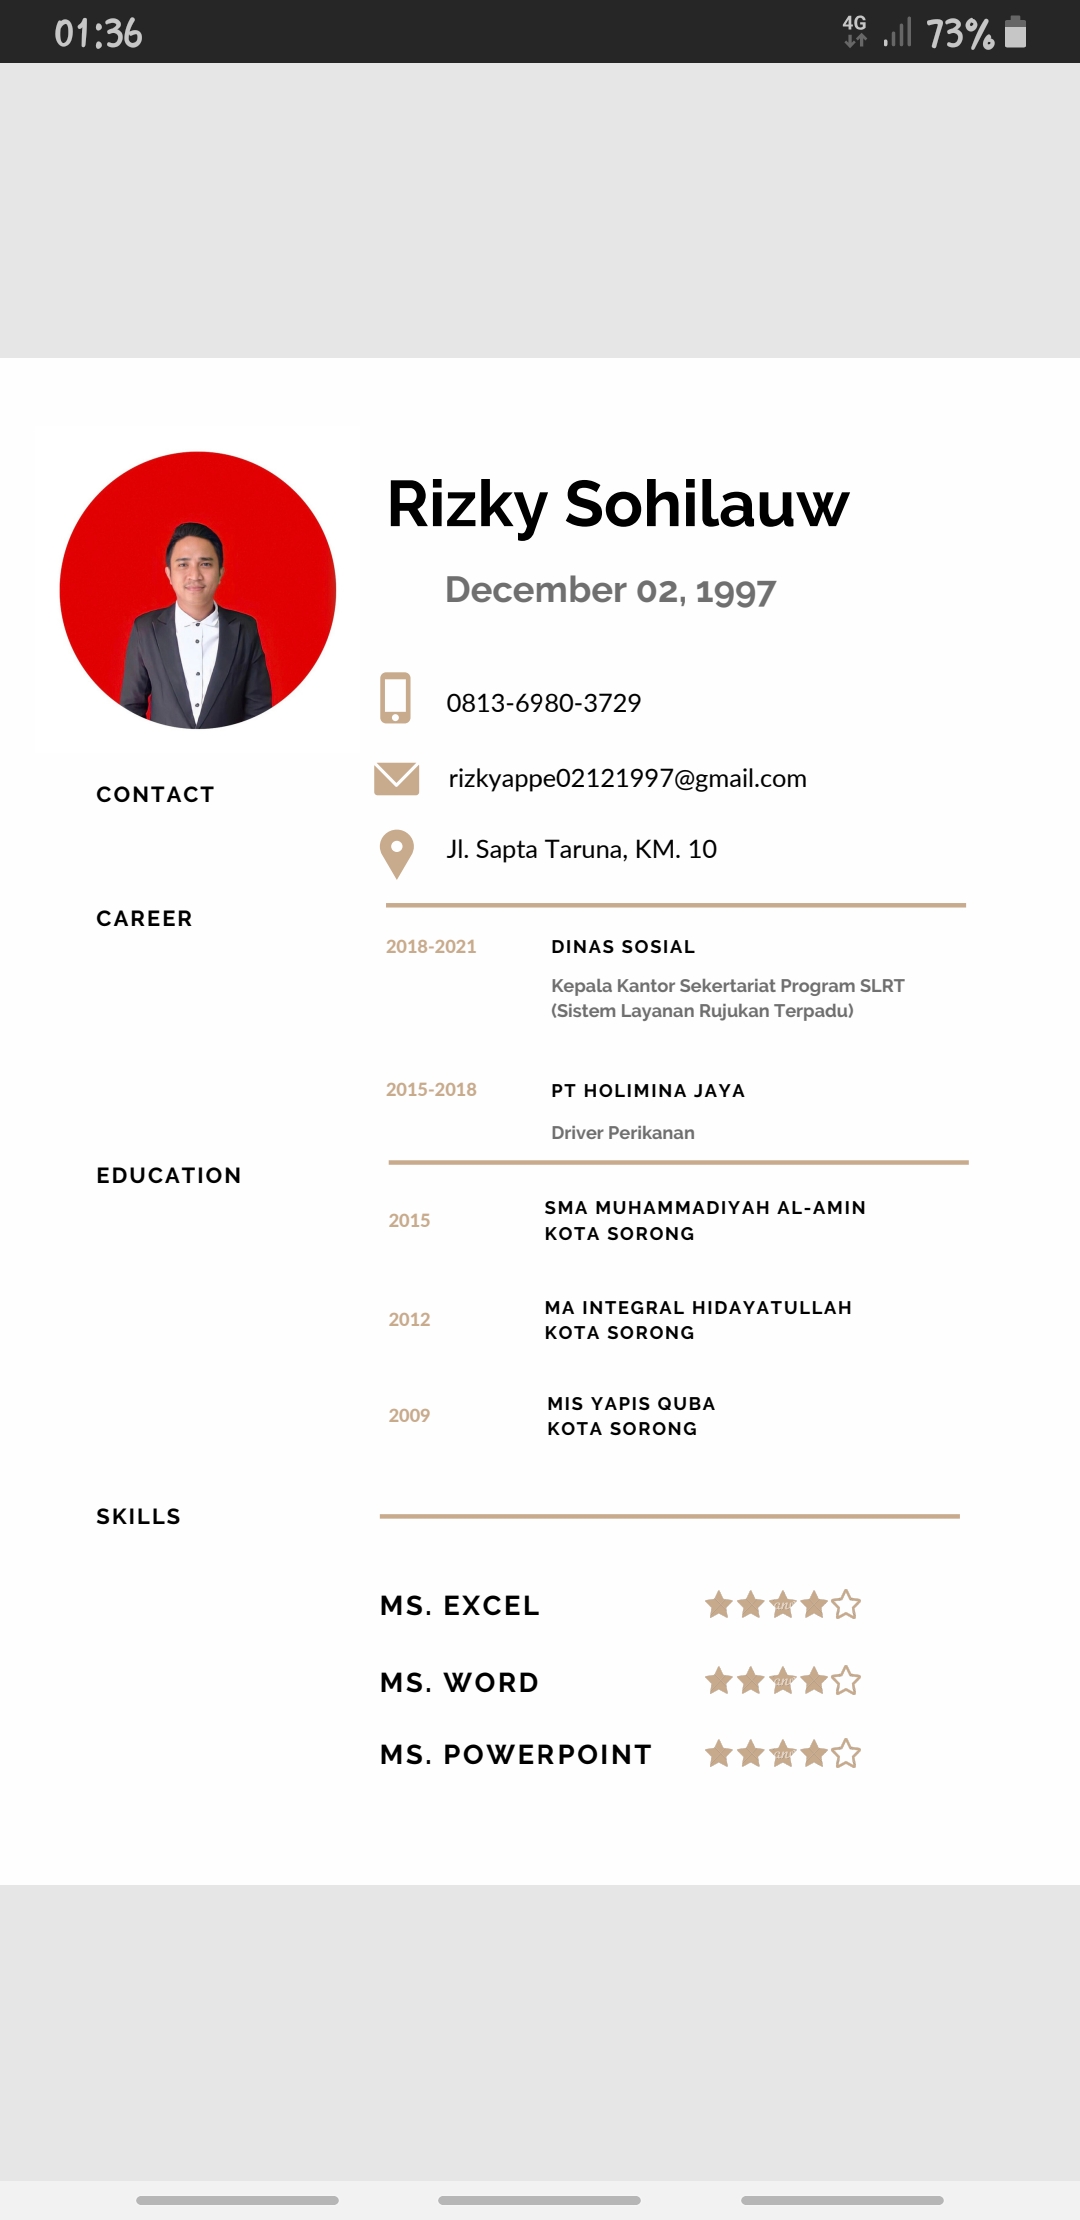 01:36
4G
73%
Rizky Sohilauw
December 02, 1997
0813-6980-3729
rizkyappe02121997@gmail.com
CONTACT
Jl. Sapta Taruna, KM. 10
CAREER
2018-2021 DINAS SOSIAL
Kepala Kantor Sekertariat Program SLRT
(Sistem Layanan Rujukan Terpadu)
2015-2018 PT HOLIMINA JAYA
Driver Perikanan
EDUCATION
2015 SMA MUHAMMADIYAH AL-AMIN
KOTA SORONG
2012 MA INTEGRAL HIDAYATULLAH
KOTA SORONG
2009 MIS YAPIS QUBA
KOTA SORONG
SKILLS
MS. EXCEL
MS. WORD
MS. POWERPOINT